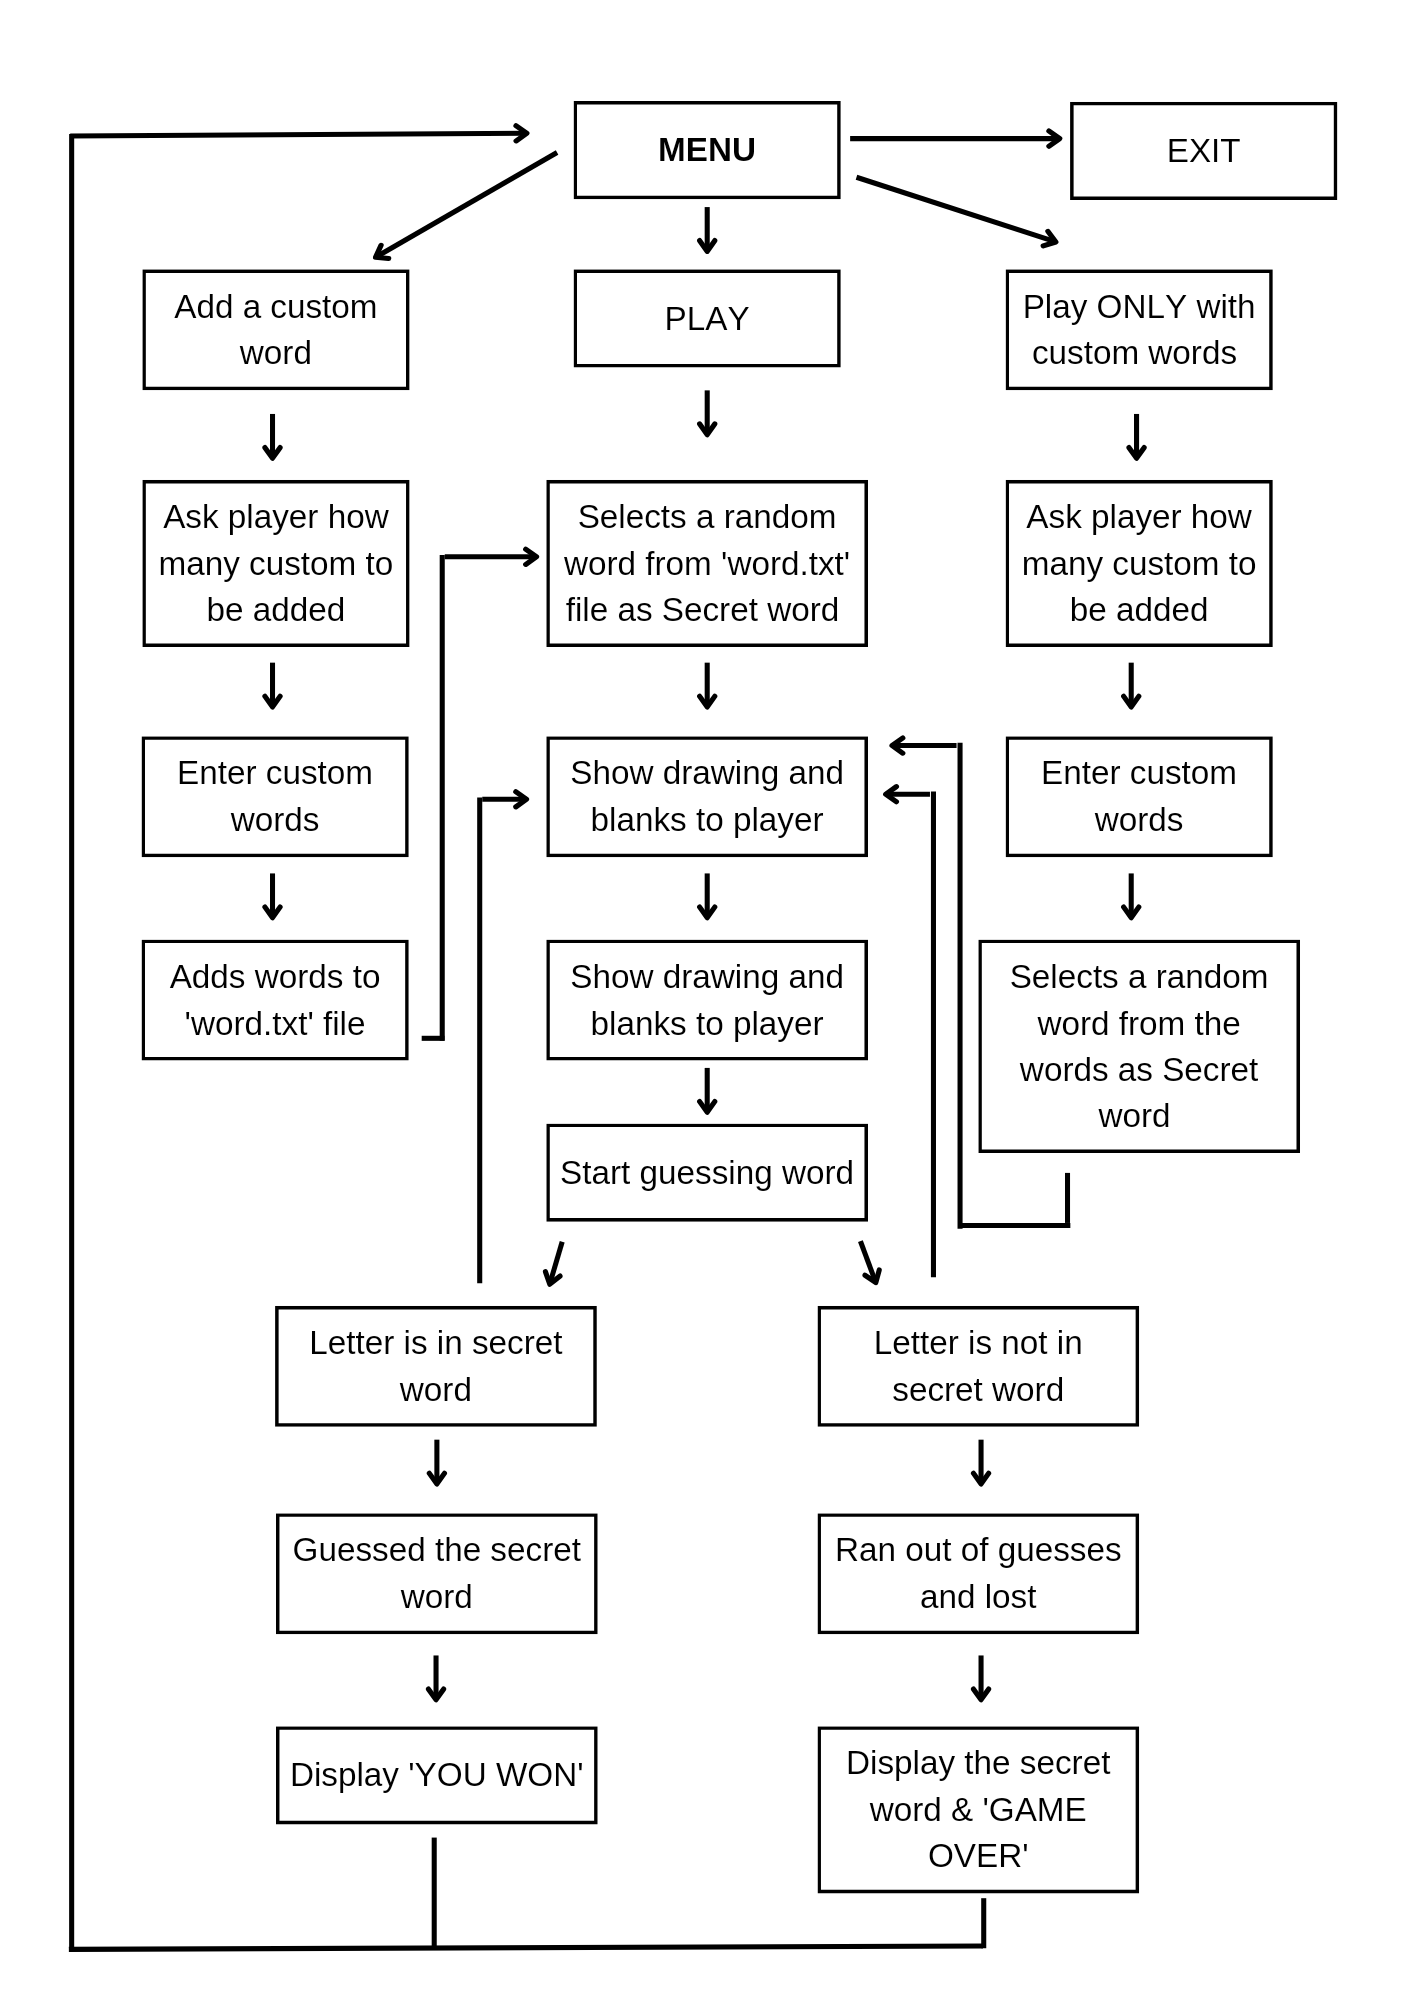 MENU
EXIT
Add a custom
word
PLAY
Play ONLY with
custom words
Ask player how
many custom to
be added
Selects a random
word from 'word.txt'
file as Secret word
Ask player how
many custom to
be added
Enter custom
words
Show drawing and
blanks to player
Enter custom
words
Adds words to
'word.txt' file
Show drawing and
blanks to player
Selects a random
word from the
words as Secret
word
Start guessing word
Letter is in secret
word
Letter is not in
secret word
Guessed the secret
word
Ran out of guesses
and lost
Display 'YOU WON'
Display the secret
word & 'GAME
OVER'